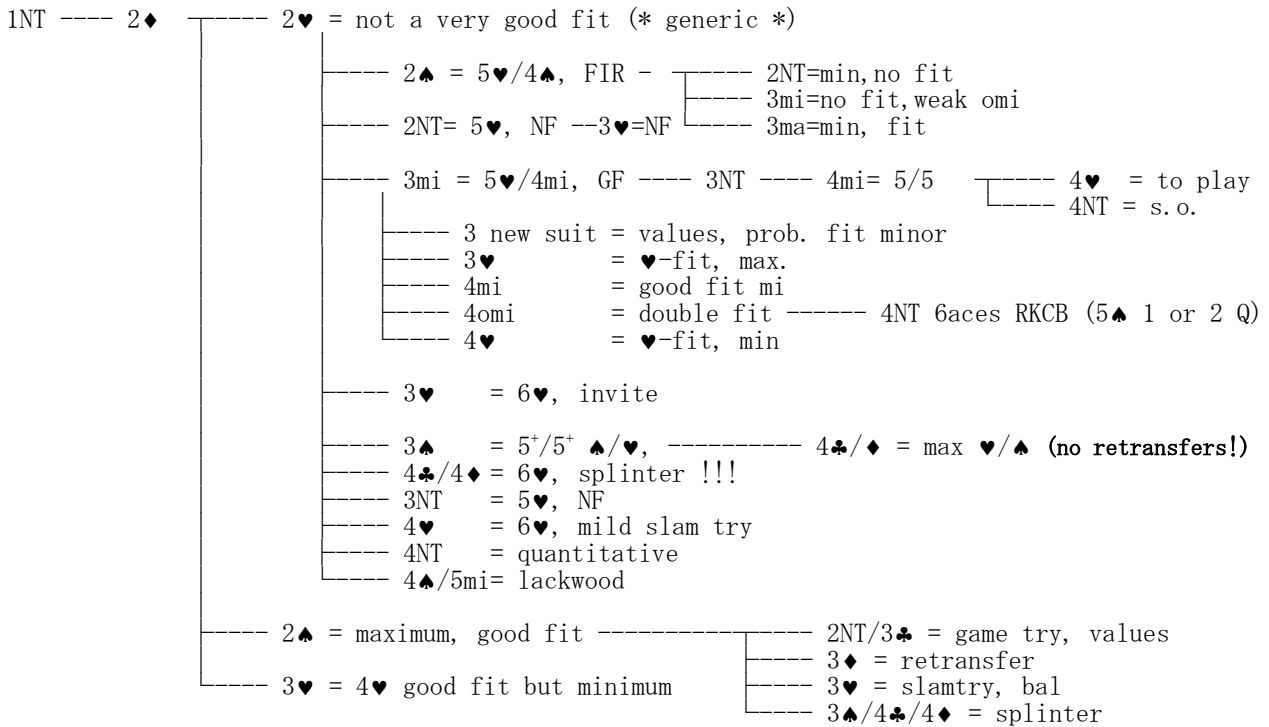 1NT ---- 2♦ ---- 2♥ = not a very good fit (* generic *)
---- 2♠ = 5♥/4♠, FIR - ---- 2NT=min,no fit
---- 3mi=no fit,weak omi
---- 2NT= 5♥, NF --3♥=NF ---- 3ma=min, fit
---- 3mi = 5♥/4mi, GF ---- 3NT ---- 4mi= 5/5 ---- 4♥ = to play
---- 4NT = s.o.
---- 3 new suit = values, prob. fit minor
---- 3♥ = ♥-fit, max.
---- 4mi = good fit mi
---- 4omi = double fit ------ 4NT 6aces RKCB (5♠ 1 or 2 Q)
---- 4♥ = ♥-fit, min
---- 3♥ = 6♥, invite
---- 3♠ = 5⁺/5⁺ ♠/♥, ---------- 4♣/♦ = max ♥/♠ (no retransfers!)
---- 4♣/4♦ = 6♥, splinter !!!
---- 3NT = 5♥, NF
---- 4♥ = 6♥, mild slam try
---- 4NT = quantitative
---- 4♠/5mi= lackwood
---- 2♠ = maximum, good fit ---------- ---- 2NT/3♣ = game try, values
---- 3♦ = retransfer
---- 3♥ = 4♥ good fit but minimum ---- 3♥ = slamtry, bal
---- 3♠/4♣/4♦ = splinter